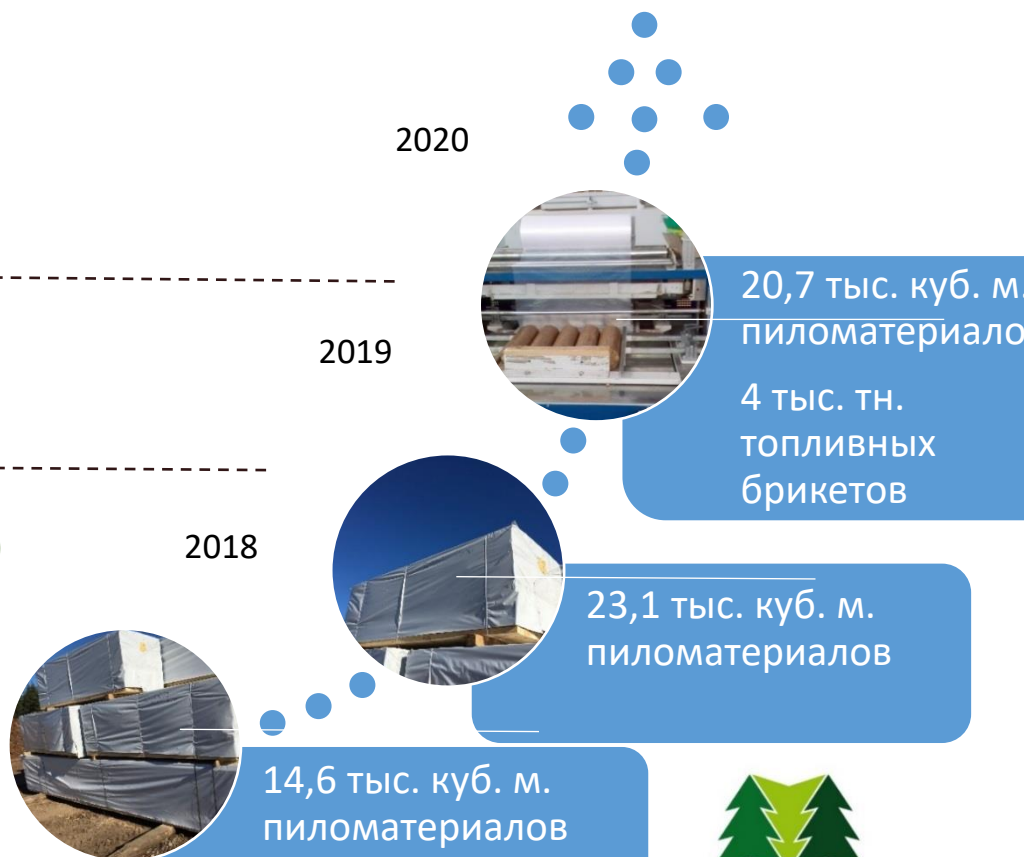 2020
20,7 тыс. куб. м.
пиломатериало
4 тыс. тн.
топливных
брикетов
2019
23,1 тыс. куб. м.
пиломатериалов
2018
14,6 тыс. куб. м.
пиломатериалов